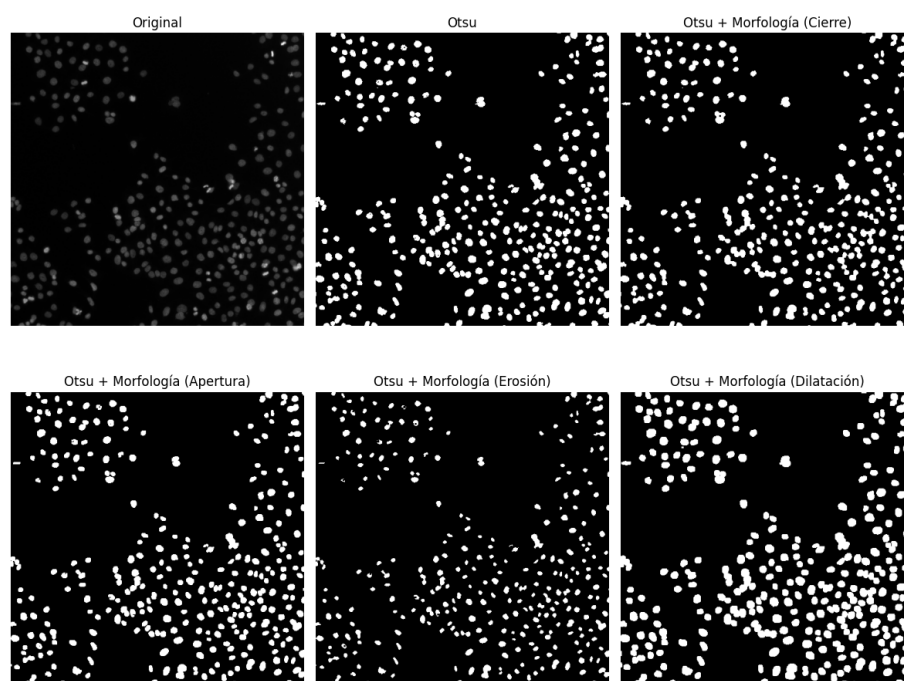 Original
Otsu
Otsu + Morfología (Cierre)
Otsu + Morfología (Apertura)
Otsu + Morfología (Erosión)
Otsu + Morfología (Dilatación)